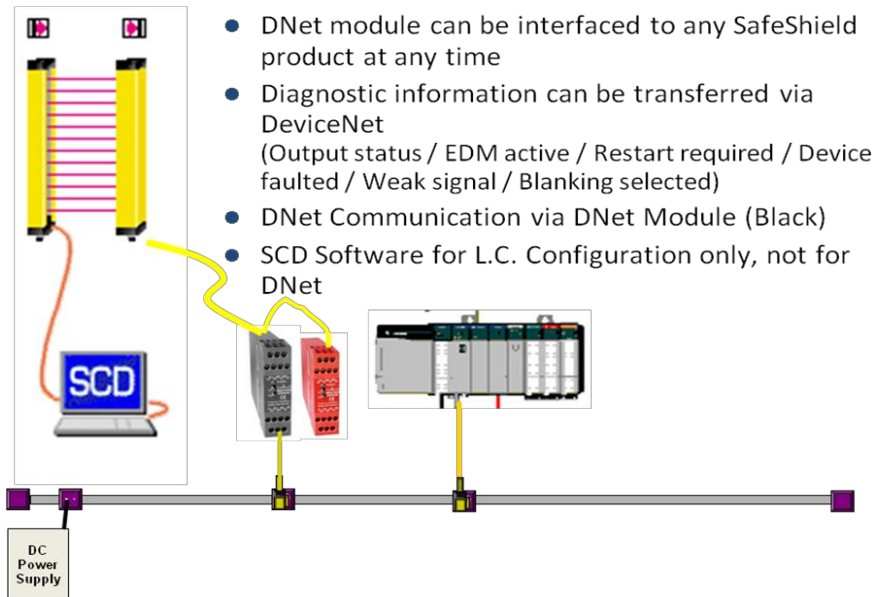 DNet module can be interfaced to any SafeShield
product at any time
Diagnostic information can be transferred via
DeviceNet
(Output status / EDM active / Restart required / Device
faulted / Weak signal / Blanking selected)
DNet Communication via DNet Module (Black)
SCD Software for L.C. Configuration only, not for
DNet
SCD
DC
Power
Supply